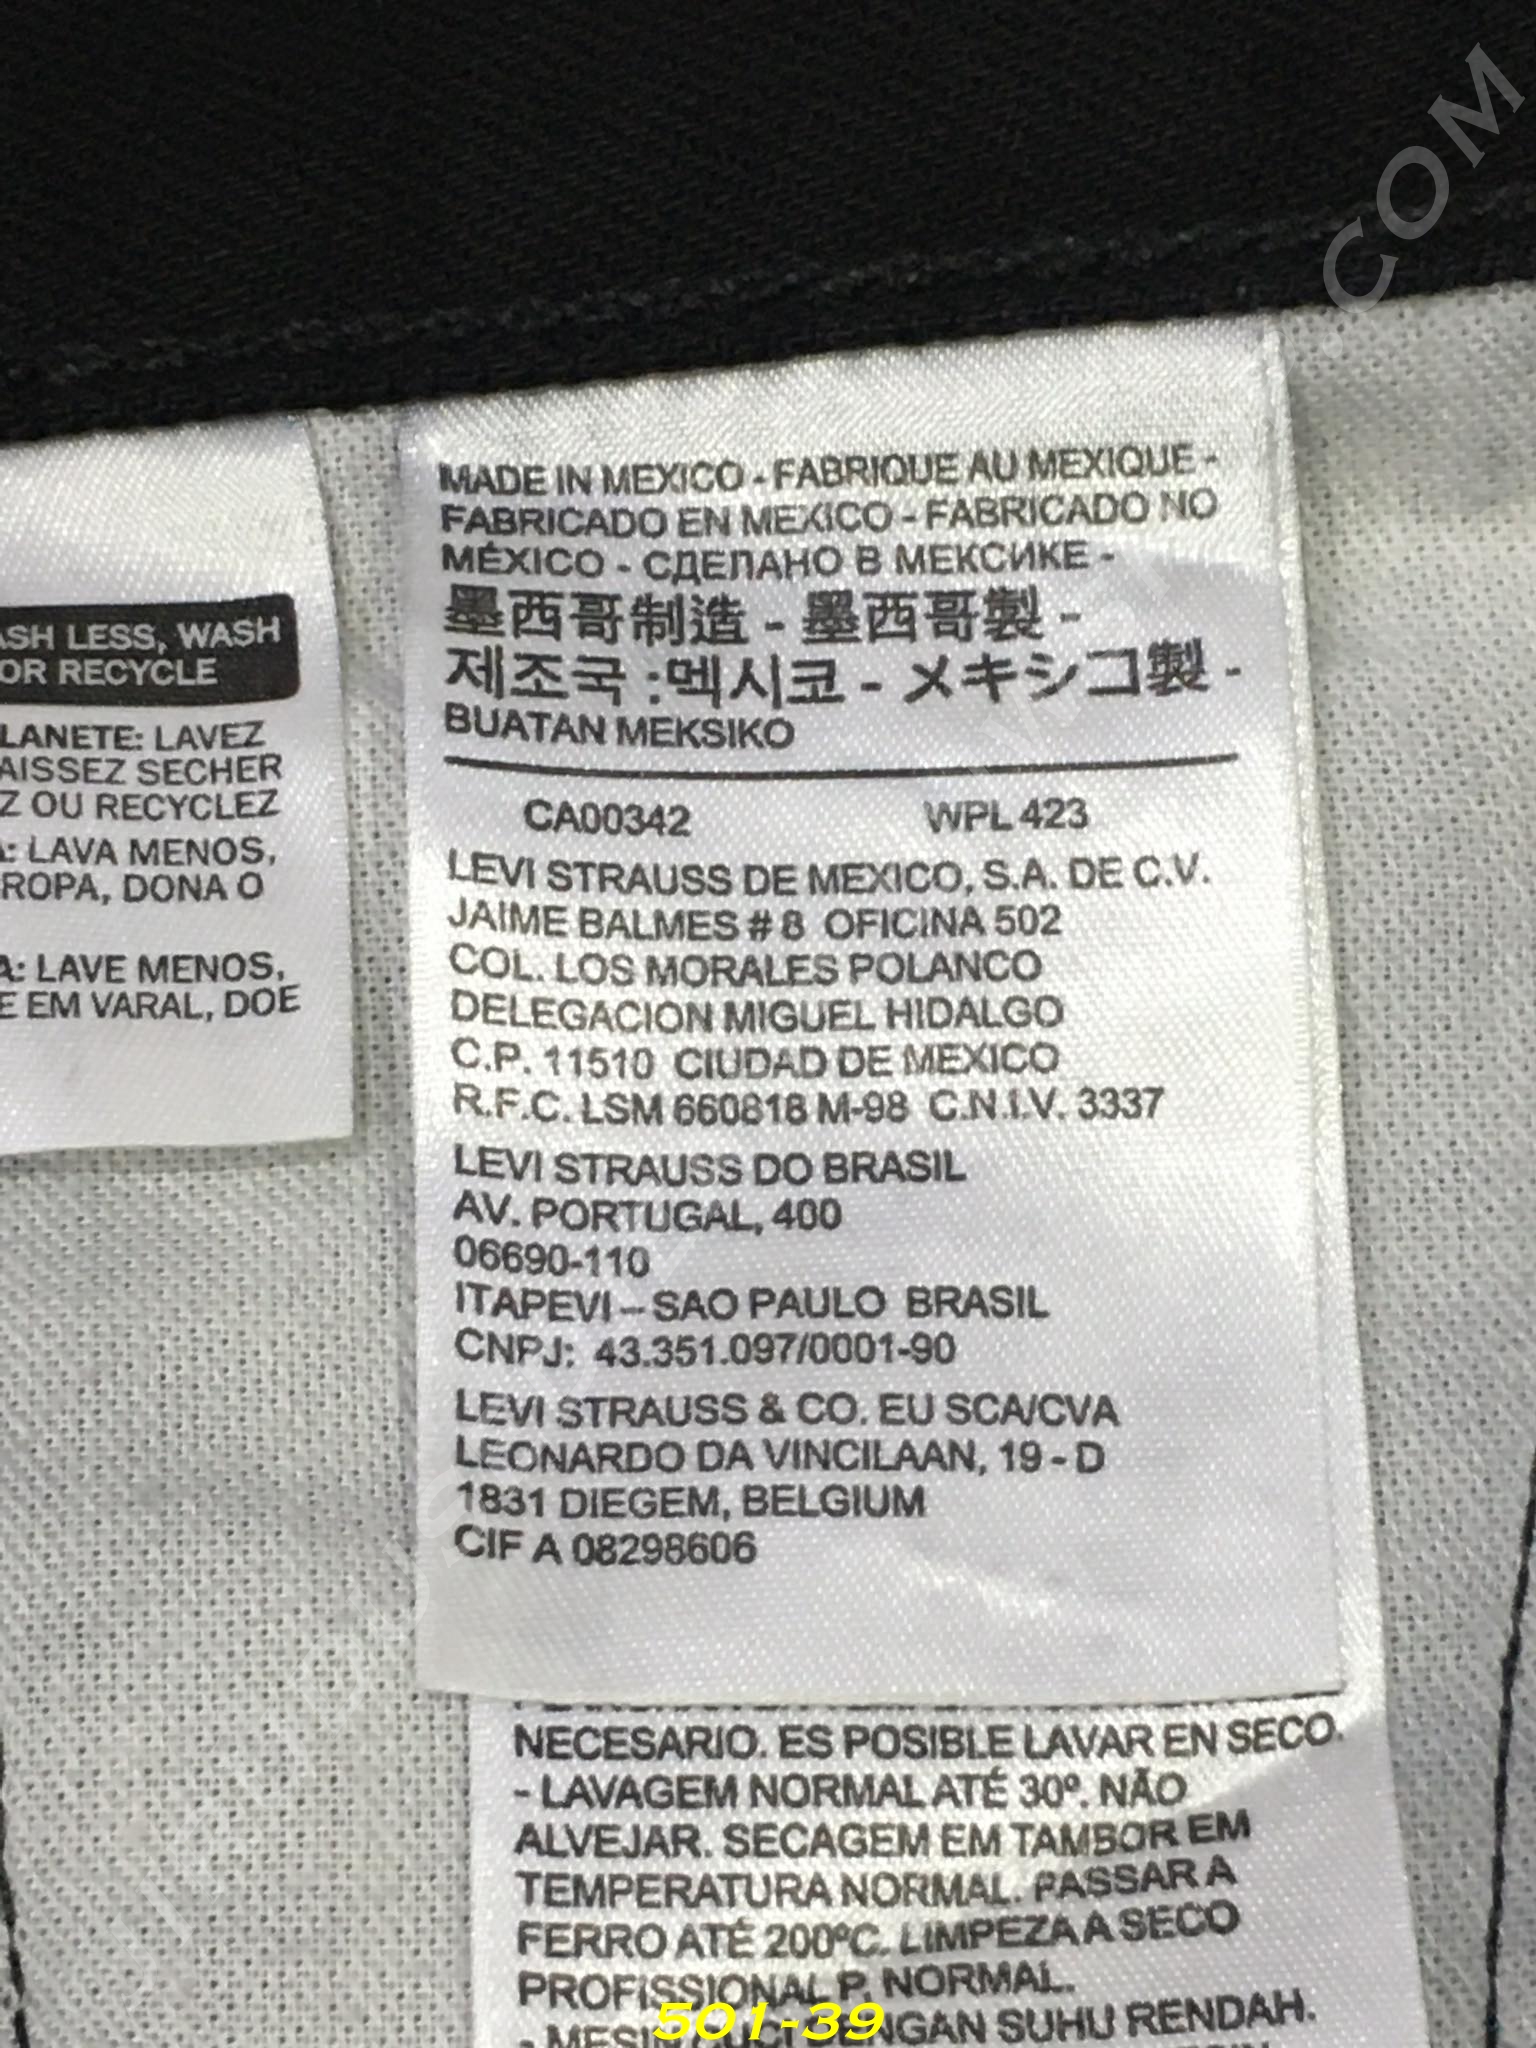 COM
ASH LESS, WASH
OR RECYCLE
LANETE: LAVEZ
AISSEZ SECHER
Z OU RECYCLEZ
A: LAVA MENOS,
ROPA, DONA O
A: LAVE MENOS,
E EM VARAL, DOE
MADE IN MEXICO - FABRIQUE AU MEXIQUE -
FABRICADO EN MEXICO - FABRICADO NO
MÉXICO - СДЕЛАНО В МЕКСИКЕ -
墨西哥制造 - 墨西哥製 -
제조국 :멕시코 - メキシコ製 -
BUATAN MEKSIKO
CA00342 WPL 423
LEVI STRAUSS DE MEXICO, S.A. DE C.V.
JAIME BALMES # 8 OFICINA 502
COL. LOS MORALES POLANCO
DELEGACION MIGUEL HIDALGO
C.P. 11510 CIUDAD DE MEXICO
R.F.C. LSM 660818 M-98 C.N.I.V. 3337
LEVI STRAUSS DO BRASIL
AV. PORTUGAL, 400
06690-110
ITAPEVI – SAO PAULO BRASIL
CNPJ: 43.351.097/0001-90
LEVI STRAUSS & CO. EU SCA/CVA
LEONARDO DA VINCILAAN, 19 - D
1831 DIEGEM, BELGIUM
CIF A 08298606
NECESARIO. ES POSIBLE LAVAR EN SECO.
- LAVAGEM NORMAL ATÉ 30º. NÃO
ALVEJAR. SECAGEM EM TAMBOR EM
TEMPERATURA NORMAL. PASSAR A
FERRO ATÉ 200ºC. LIMPEZA A SECO
PROFISSIONAL P. NORMAL.
- MESIN CUCI DENGAN SUHU RENDAH.
501-39